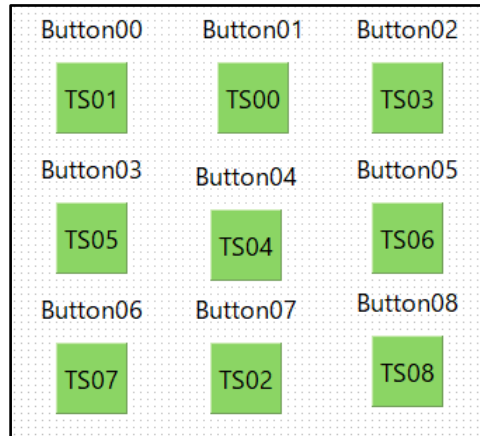 Button00 Button01 Button02
TS01 TS00 TS03
Button03 Button04 Button05
TS05 TS04 TS06
Button06 Button07 Button08
TS07 TS02 TS08